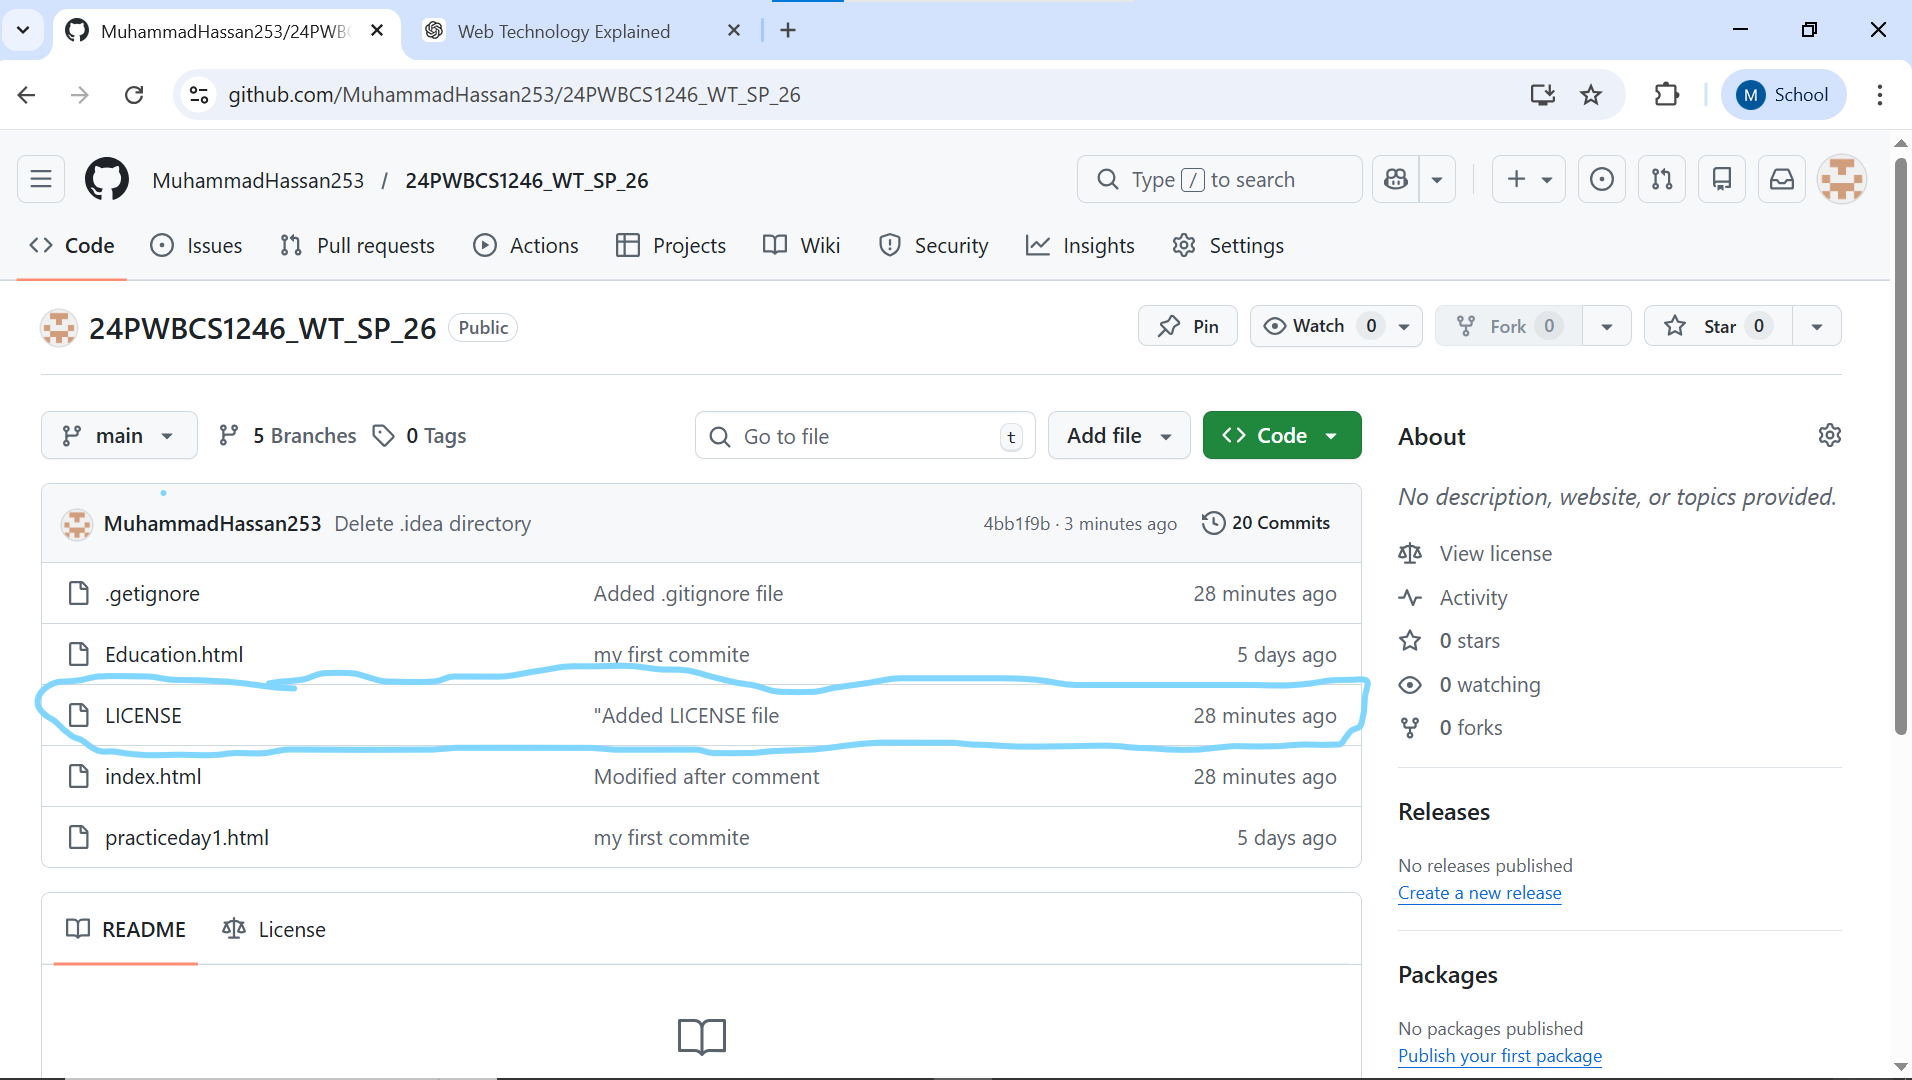 MuhammadHassan253/24PWBC
Web Technology Explained
github.com/MuhammadHassan253/24PWBCS1246_WT_SP_26
M School
MuhammadHassan253 / 24PWBCS1246_WT_SP_26
Type / to search
Code
Issues
Pull requests
Actions
Projects
Wiki
Security
Insights
Settings
24PWBCS1246_WT_SP_26 Public
Pin
Watch 0
Fork 0
Star 0
main
5 Branches
0 Tags
Go to file t
Add file
Code
MuhammadHassan253 Delete .idea directory 4bb1f9b · 3 minutes ago 20 Commits
.getignore Added .gitignore file 28 minutes ago
Education.html my first commite 5 days ago
LICENSE "Added LICENSE file 28 minutes ago
index.html Modified after comment 28 minutes ago
practiceday1.html my first commite 5 days ago
README
License
About
No description, website, or topics provided.
View license
Activity
0 stars
0 watching
0 forks
Releases
No releases published
Create a new release
Packages
No packages published
Publish your first package